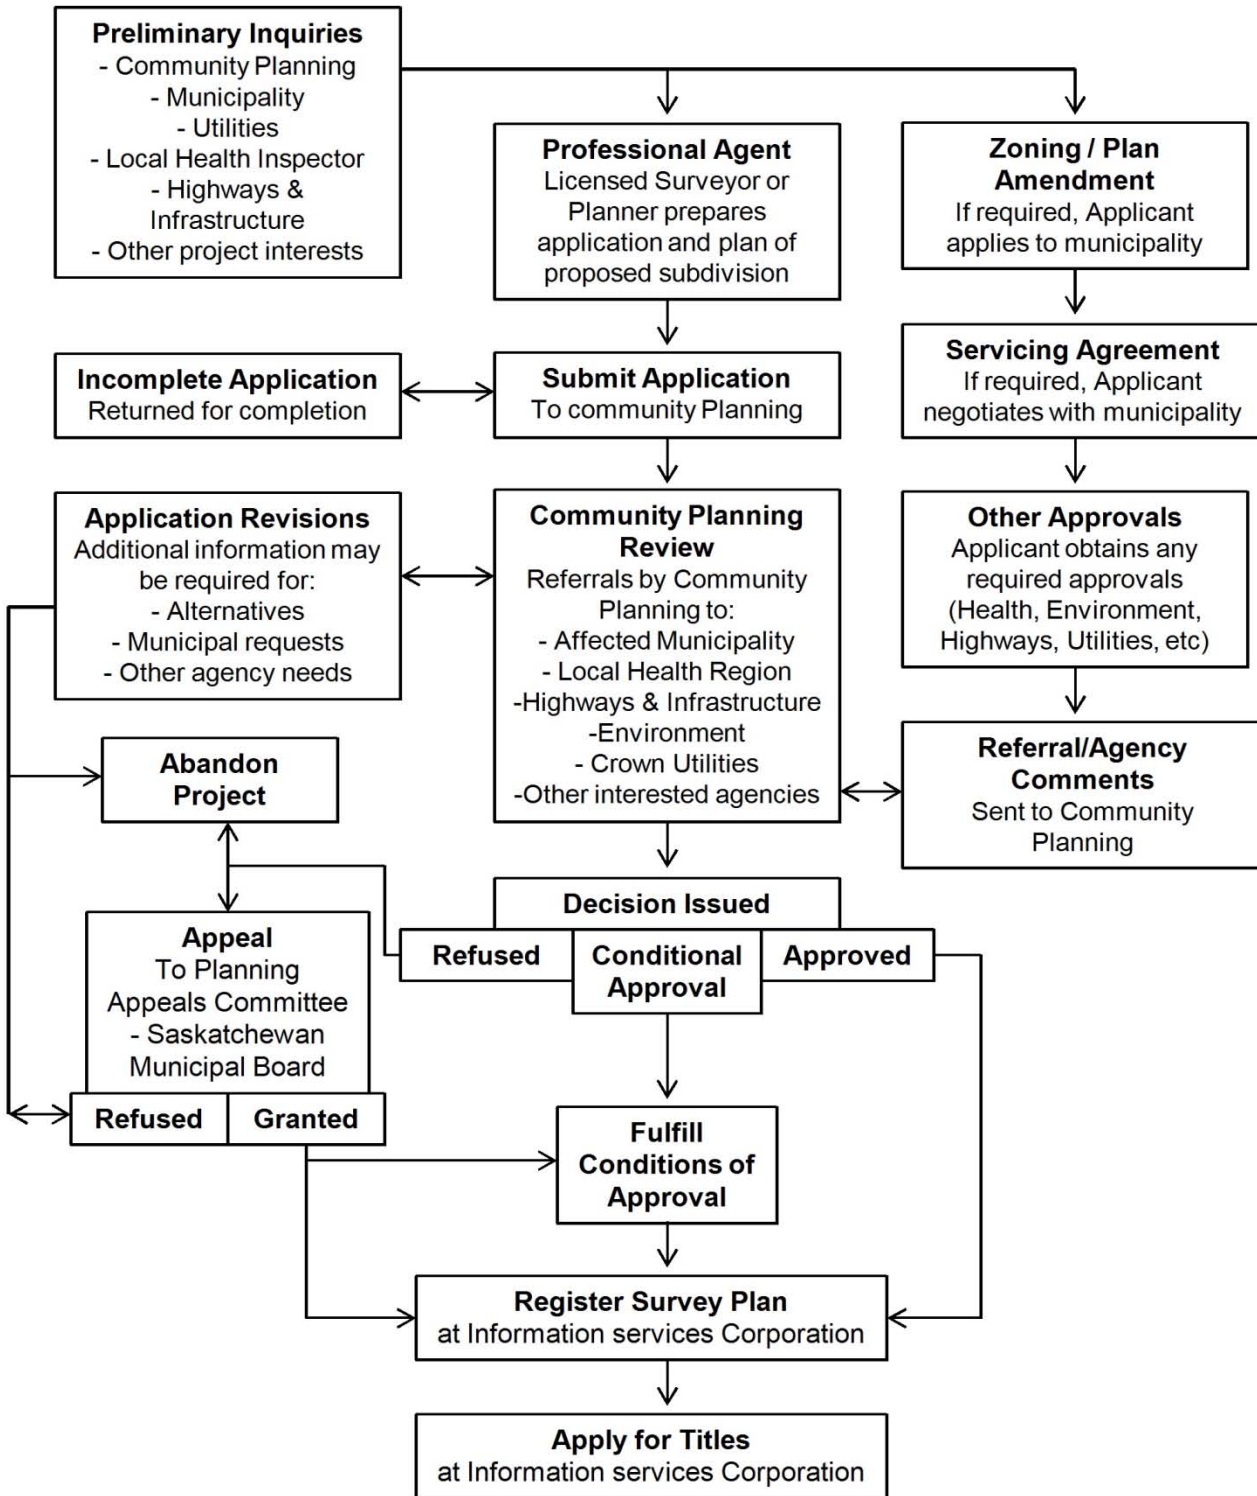 Preliminary Inquiries
- Community Planning
- Municipality
- Utilities
- Local Health Inspector
- Highways &
Infrastructure
- Other project interests
Professional Agent
Licensed Surveyor or
Planner prepares
application and plan of
proposed subdivision
Zoning / Plan
Amendment
If required, Applicant
applies to municipality
Incomplete Application
Returned for completion
Submit Application
To community Planning
Servicing Agreement
If required, Applicant
negotiates with municipality
Application Revisions
Additional information may
be required for:
- Alternatives
- Municipal requests
- Other agency needs
Community Planning
Review
Referrals by Community
Planning to:
- Affected Municipality
- Local Health Region
-Highways & Infrastructure
-Environment
- Crown Utilities
-Other interested agencies
Other Approvals
Applicant obtains any
required approvals
(Health, Environment,
Highways, Utilities, etc)
Referral/Agency
Comments
Sent to Community
Planning
Abandon
Project
Decision Issued
Refused
Conditional
Approval
Approved
Appeal
To Planning
Appeals Committee
- Saskatchewan
Municipal Board
Refused
Granted
Fulfill
Conditions of
Approval
Register Survey Plan
at Information services Corporation
Apply for Titles
at Information services Corporation